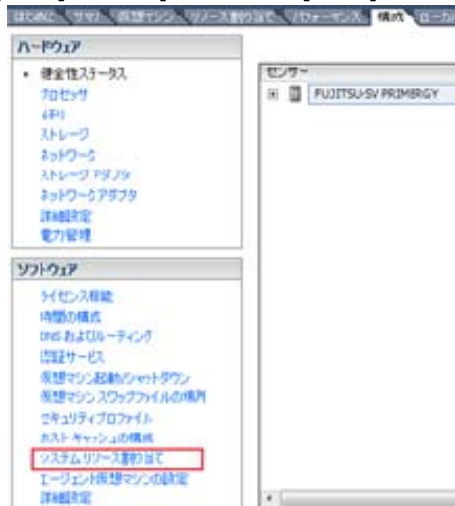 はじめに サマリ 仮想マシン リソース割り当て パフォーマンス 構成 ローカル
ハードウェア
健全性ステータス
プロセッサ
メモリ
ストレージ
ネットワーク
ストレージ アダプタ
ネットワークアダプタ
詳細設定
電力管理
センサー
FUJITSU-SV PRIMERGY
ソフトウェア
ライセンス機能
時間の構成
DNS およびルーティング
認証サービス
仮想マシン起動/シャットダウン
仮想マシン スワップファイルの場所
セキュリティプロファイル
ホスト キャッシュの構成
システム リソース割り当て
エージェント仮想マシンの設定
詳細設定